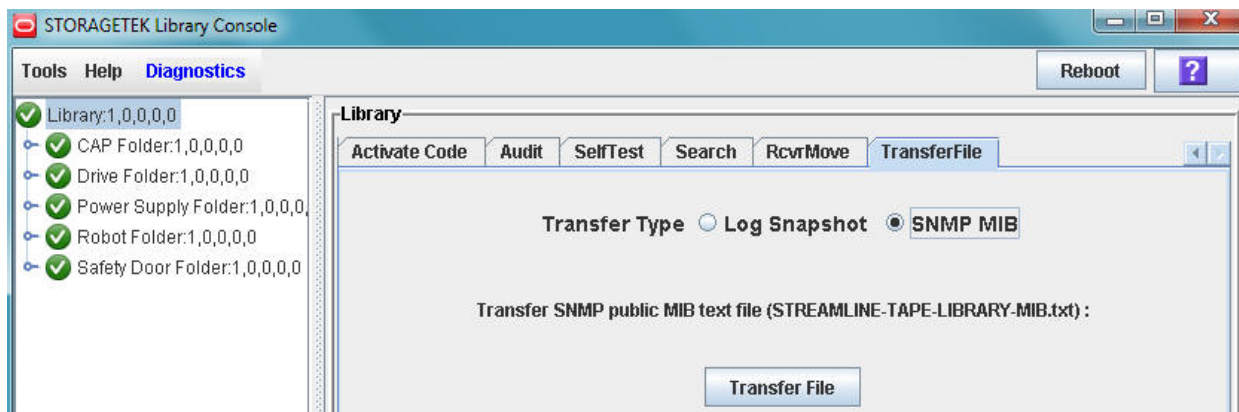 STORAGETEK Library Console
Tools Help Diagnostics
Reboot
?
Library:1,0,0,0,0
CAP Folder:1,0,0,0,0
Drive Folder:1,0,0,0,0
Power Supply Folder:1,0,0,0,
Robot Folder:1,0,0,0,0
Safety Door Folder:1,0,0,0,0
Library
Activate Code Audit SelfTest Search RcvrMove TransferFile
Transfer Type Log Snapshot SNMP MIB
Transfer SNMP public MIB text file (STREAMLINE-TAPE-LIBRARY-MIB.txt) :
Transfer File